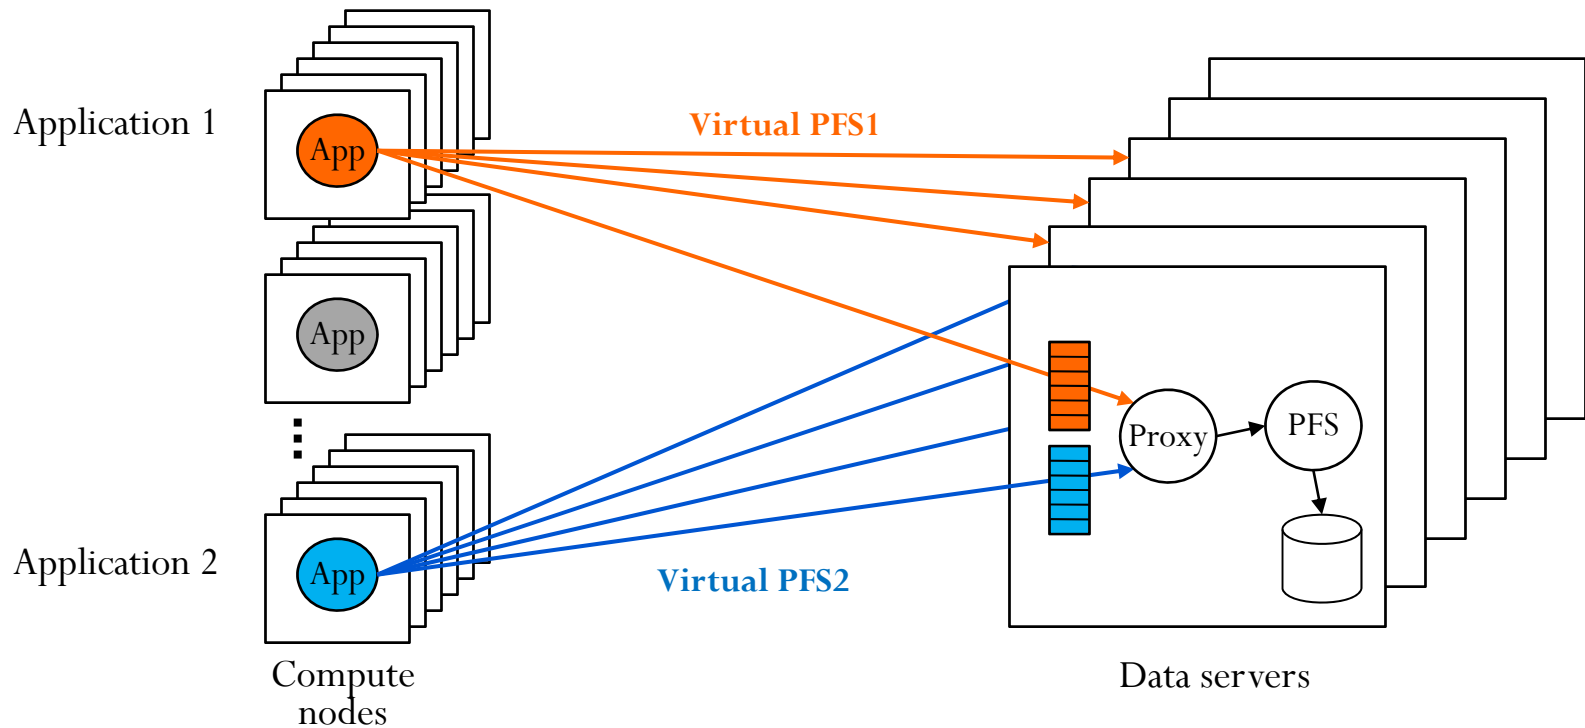 Application 1
App
Virtual PFS1
App
Proxy
PFS
Application 2
App
Virtual PFS2
Compute
nodes
Data servers